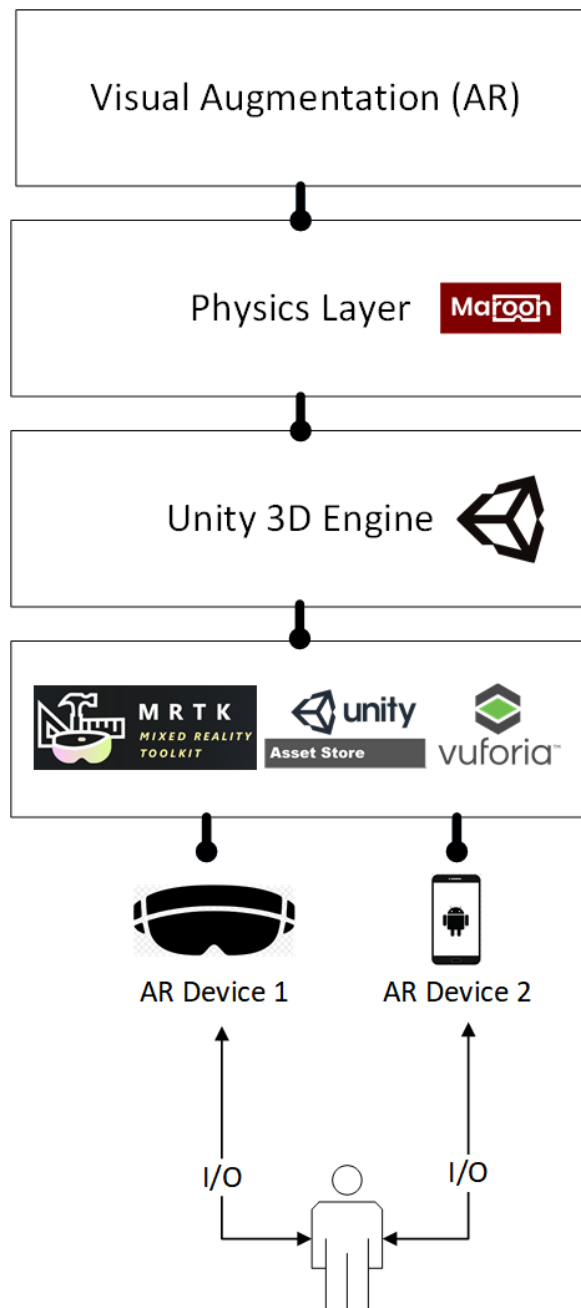 Visual Augmentation (AR)
Physics Layer
Maroon
Unity 3D Engine
MRTK
MIXED REALITY
TOOLKIT
unity
Asset Store
vuforia™
AR Device 1
AR Device 2
I/O
I/O